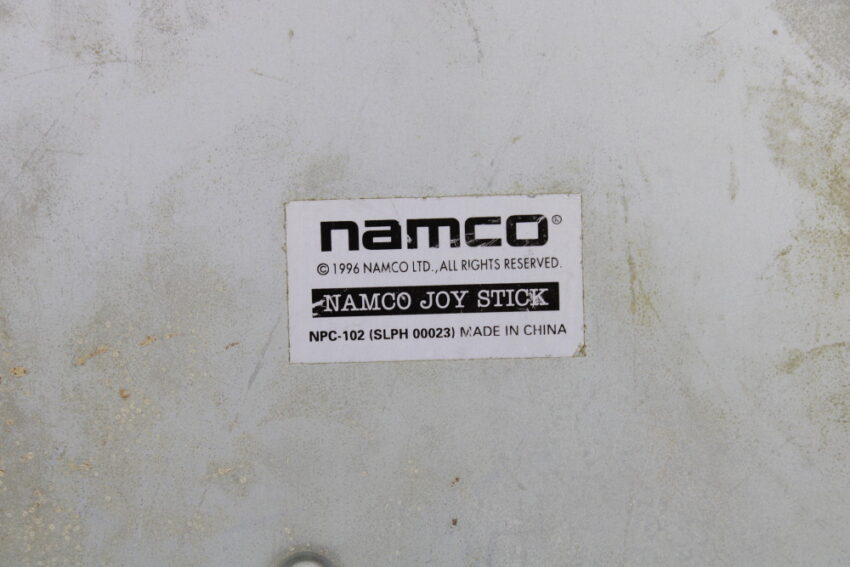 namco®
© 1996 NAMCO LTD., ALL RIGHTS RESERVED.
NAMCO JOY STICK
NPC-102 (SLPH 00023) MADE IN CHINA